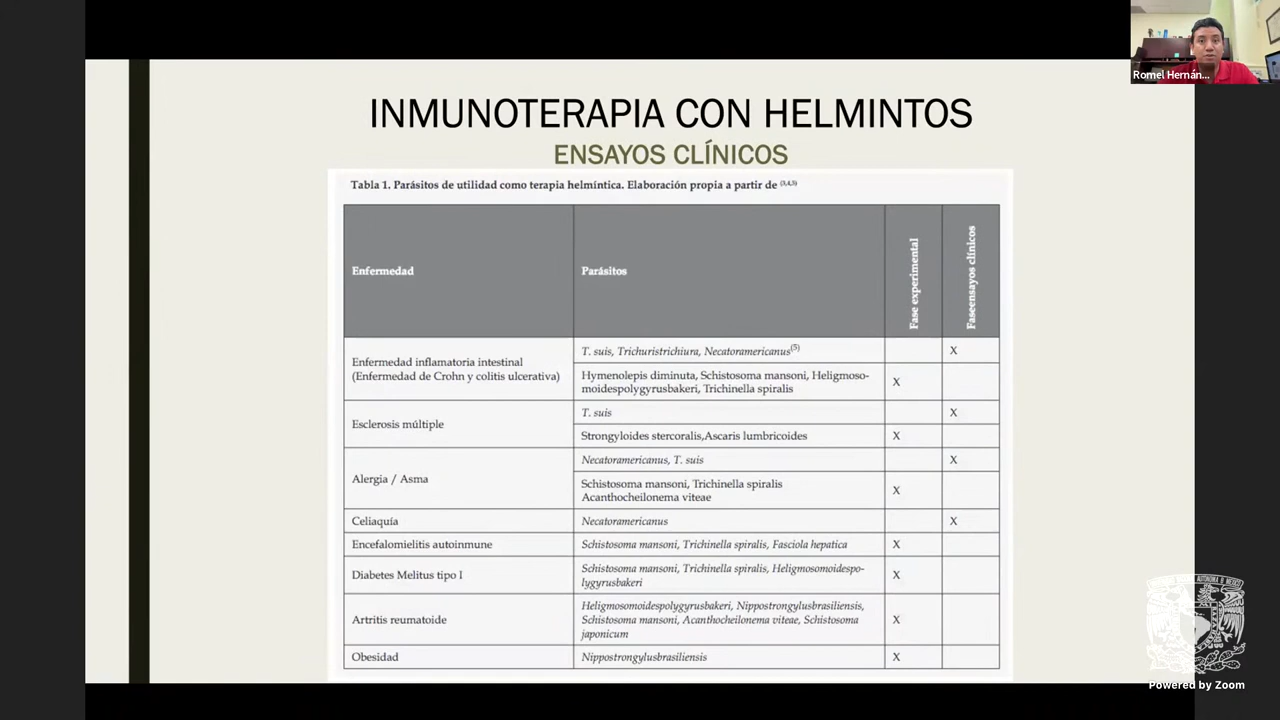 Romel Hernán...
INMUNOTERAPIA CON HELMINTOS
ENSAYOS CLÍNICOS
Tabla 1. Parásitos de utilidad como terapia helmíntica. Elaboración propia a partir de (3,4,5)
Enfermedad
Parásitos
Fase experimental
Faseensayos clínicos
Enfermedad inflamatoria intestinal
(Enfermedad de Crohn y colitis ulcerativa)
T. suis, Trichuristrichiura, Necatoramericanus(5)
X
Hymenolepis diminuta, Schistosoma mansoni, Heligmoso-
moidespolygyrusbakeri, Trichinella spiralis
X
Esclerosis múltiple
T. suis
X
Strongyloides stercoralis,Ascaris lumbricoides
X
Alergia / Asma
Necatoramericanus, T. suis
X
Schistosoma mansoni, Trichinella spiralis
Acanthocheilonema viteae
X
Celiaquía
Necatoramericanus
X
Encefalomielitis autoinmune
Schistosoma mansoni, Trichinella spiralis, Fasciola hepatica
X
Diabetes Melitus tipo I
Schistosoma mansoni, Trichinella spiralis, Heligmosomoidespo-
lygyrusbakeri
X
Artritis reumatoide
Heligmosomoidespolygyrusbakeri, Nippostrongylusbrasiliensis,
Schistosoma mansoni, Acanthocheilonema viteae, Schistosoma
japonicum
X
Obesidad
Nippostrongylusbrasiliensis
X
Powered by Zoom